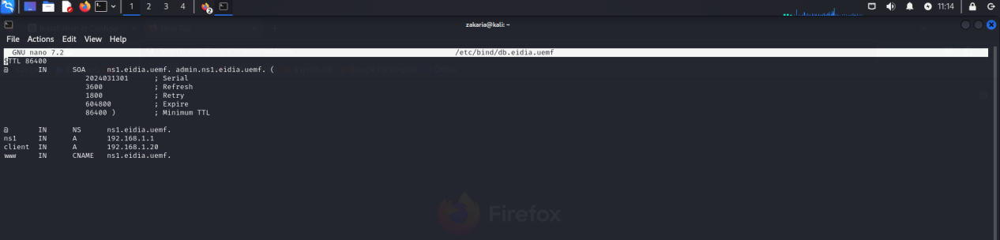 1 2 3 4 2 11:14
zakaria@kali: ~
File Actions Edit View Help
GNU nano 7.2 /etc/bind/db.eidia.uemf
$TTL 86400
@ IN SOA ns1.eidia.uemf. admin.ns1.eidia.uemf. (
2024031301 ; Serial
3600 ; Refresh
1800 ; Retry
604800 ; Expire
86400 ) ; Minimum TTL
@ IN NS ns1.eidia.uemf.
ns1 IN A 192.168.1.1
client IN A 192.168.1.20
www IN CNAME ns1.eidia.uemf.
Firefox